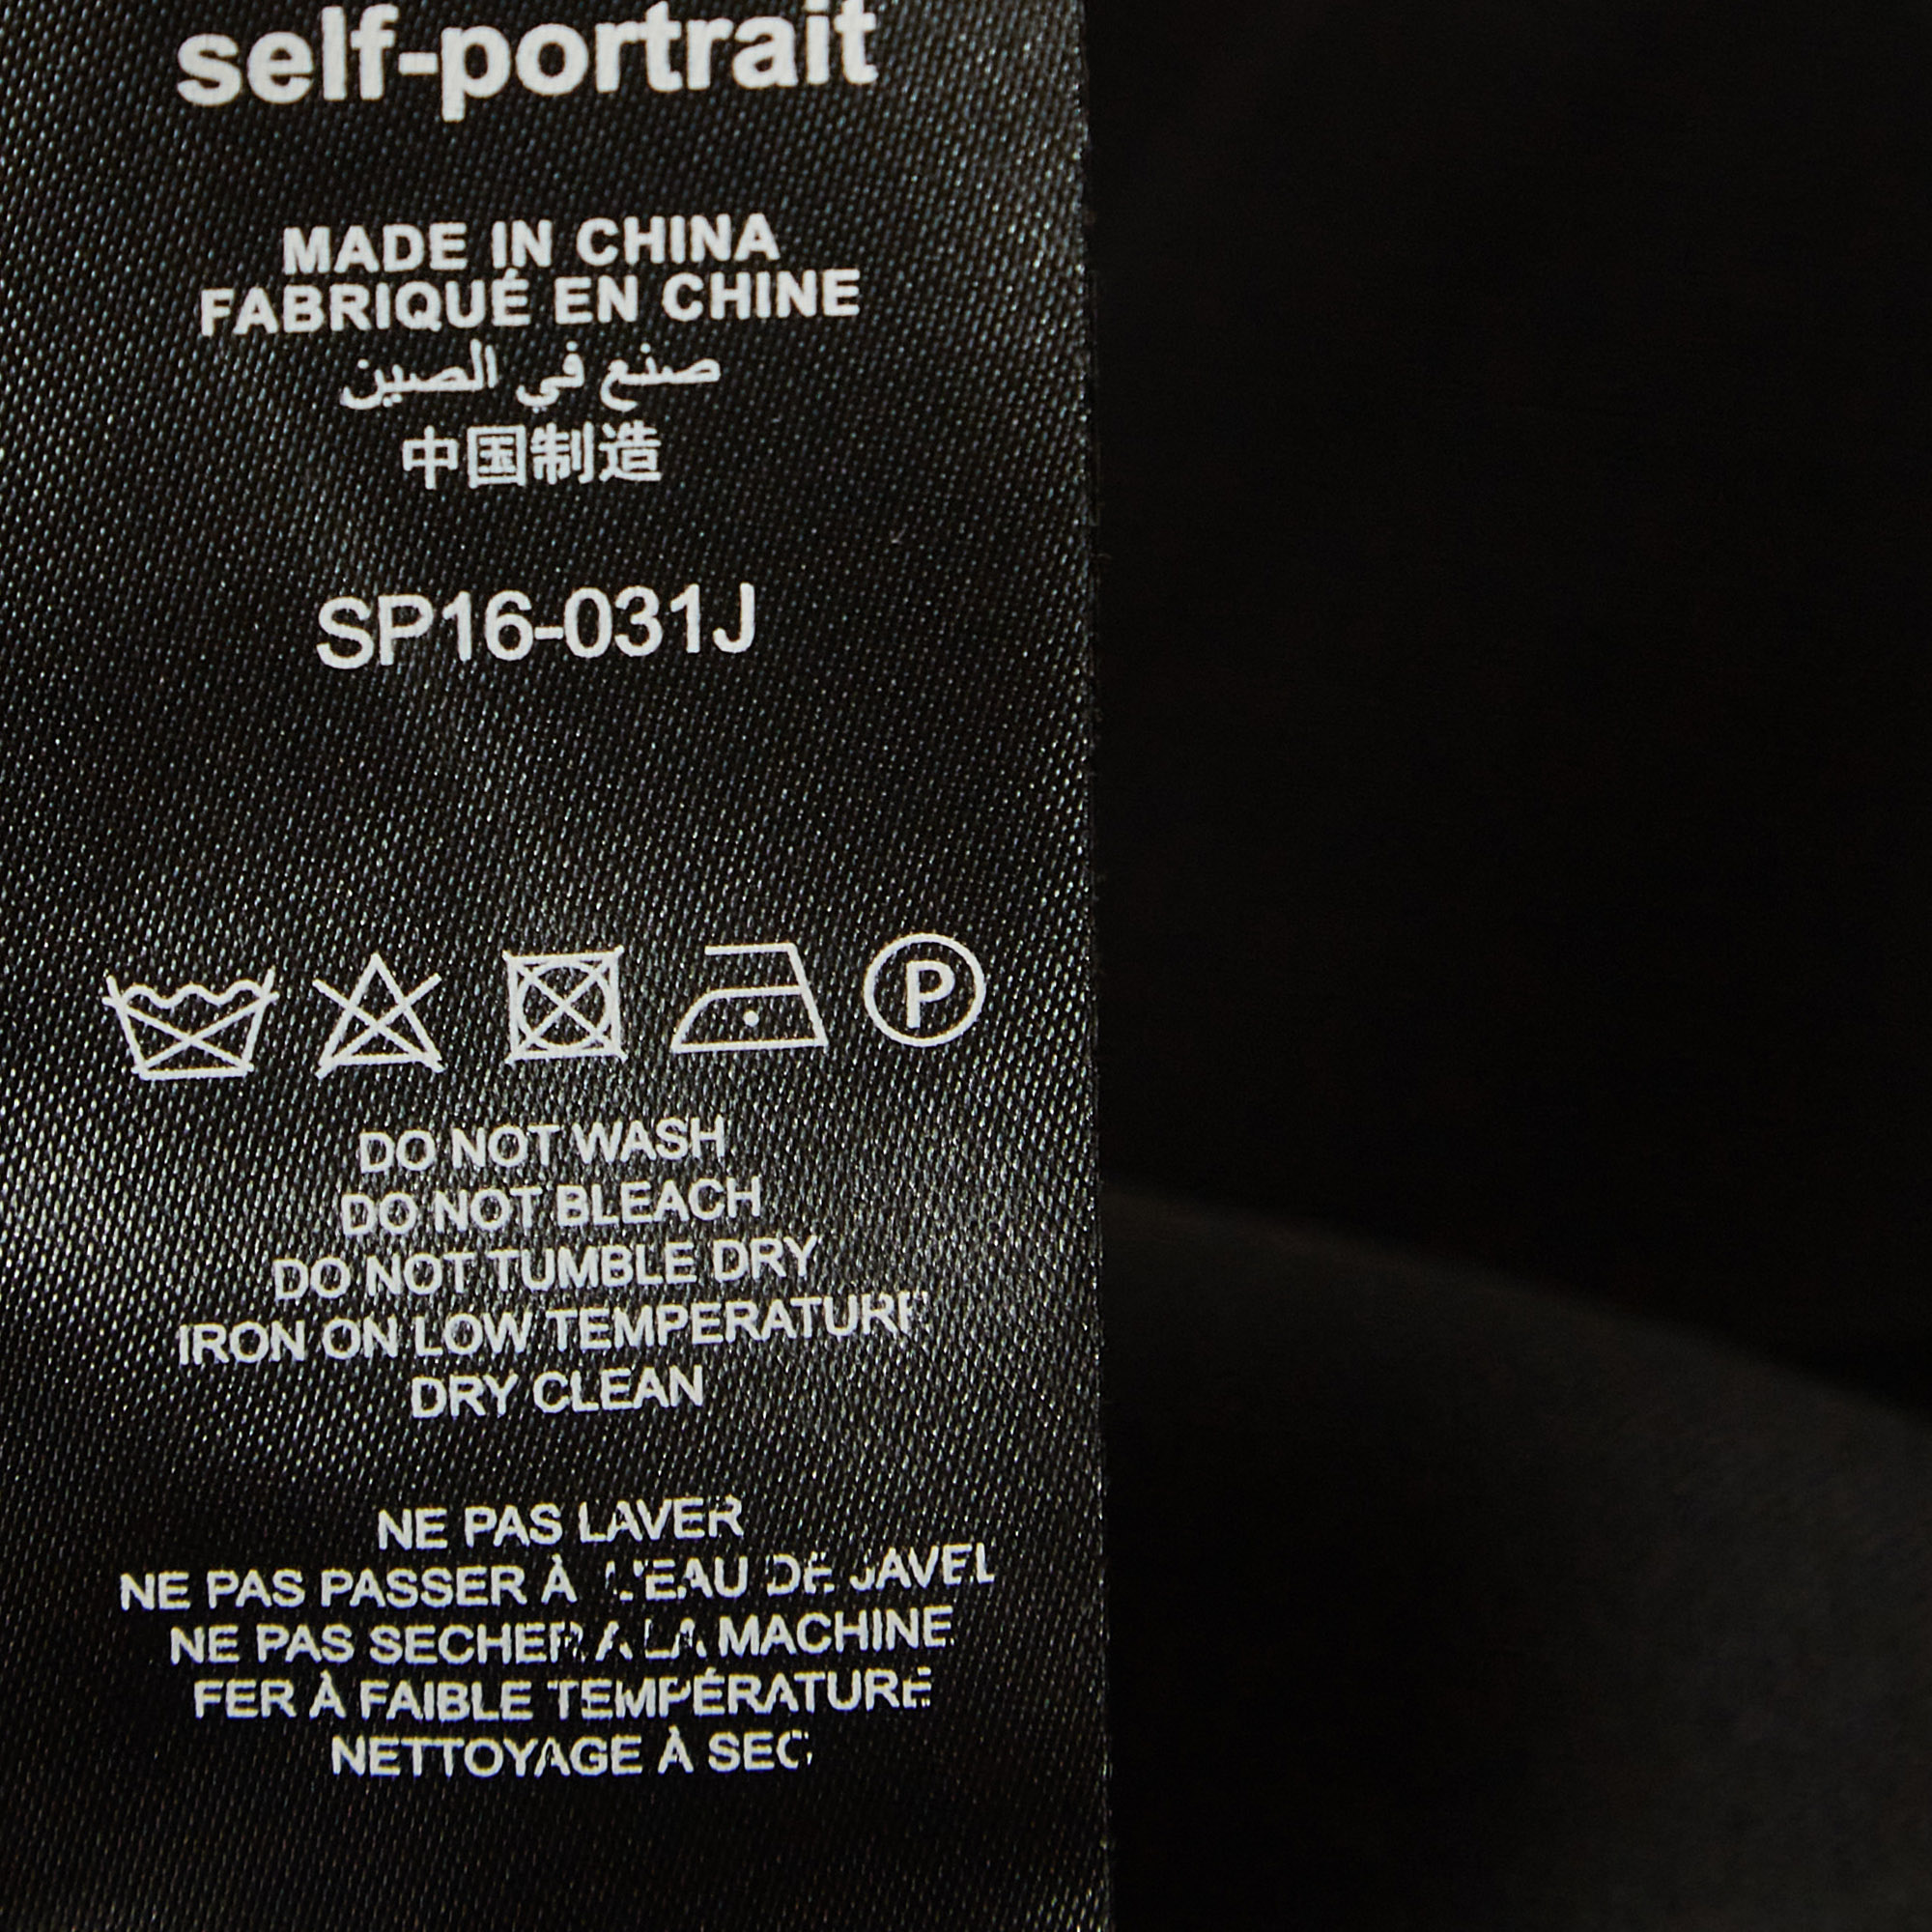 self-portrait
MADE IN CHINA
FABRIQUÉ EN CHINE
صنع في الصين
中国制造
SP16-031J
P
DO NOT WASH
DO NOT BLEACH
DO NOT TUMBLE DRY
IRON ON LOW TEMPERATURE
DRY CLEAN
NE PAS LAVER
NE PAS PASSER À L'EAU DE JAVEL
NE PAS SECHER A LA MACHINE
FER À FAIBLE TEMPÉRATURE
NETTOYAGE À SEC